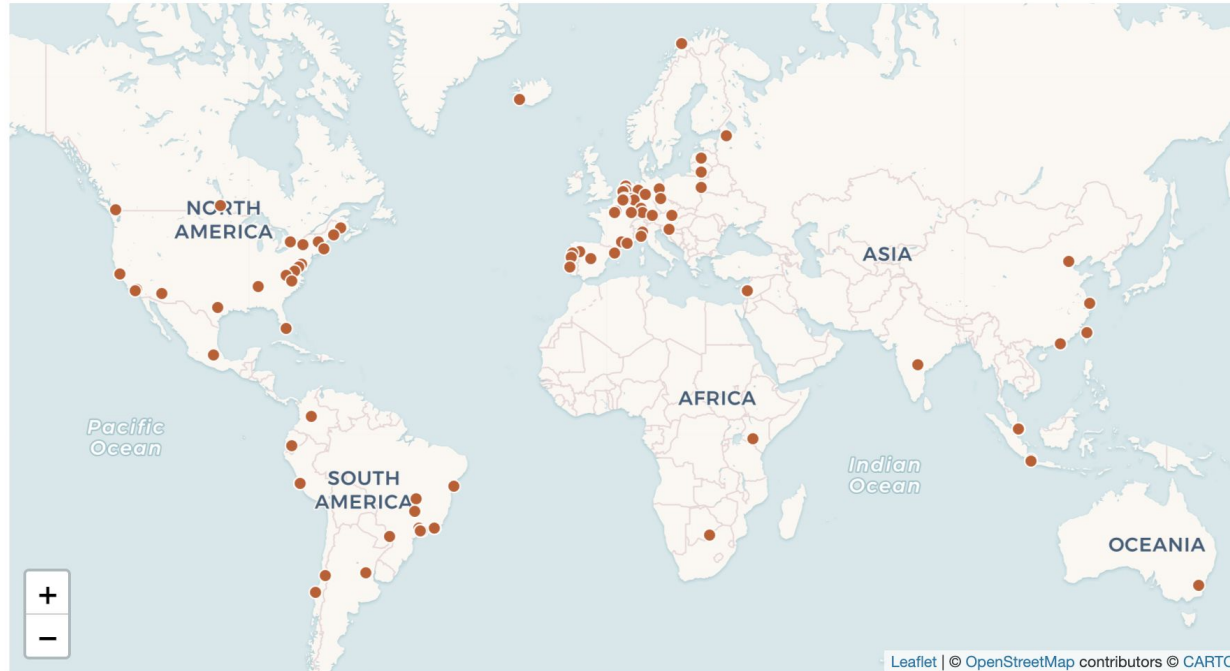 NORTH
AMERICA
ASIA
AFRICA
Pacific
Ocean
Indian
Ocean
SOUTH
AMERICA
OCEANIA
+
−
Leaflet | © OpenStreetMap contributors © CARTO